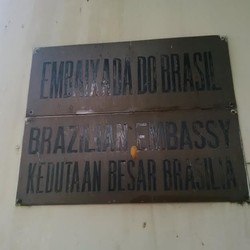 EMBAIXADA DO BRASIL
BRAZILIAN EMBASSY
KEDUTAAN BESAR BRASILIA